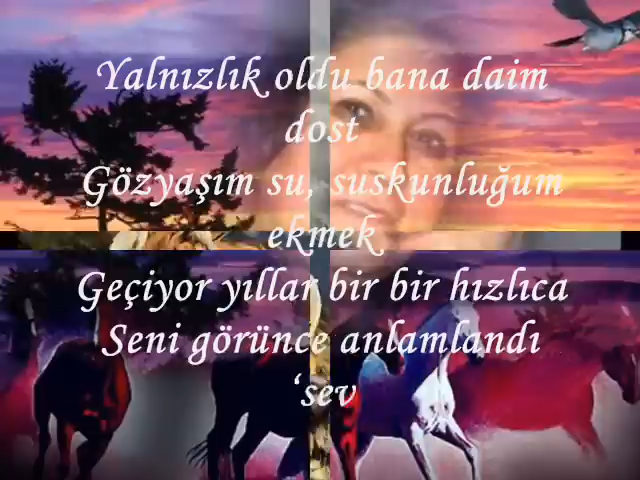 Yalnızlık oldu bana daim
dost
Gözyaşım su, suskunluğum
ekmek
Geçiyor yıllar bir bir hızlıca
Seni görünce anlamlandı
‘sev